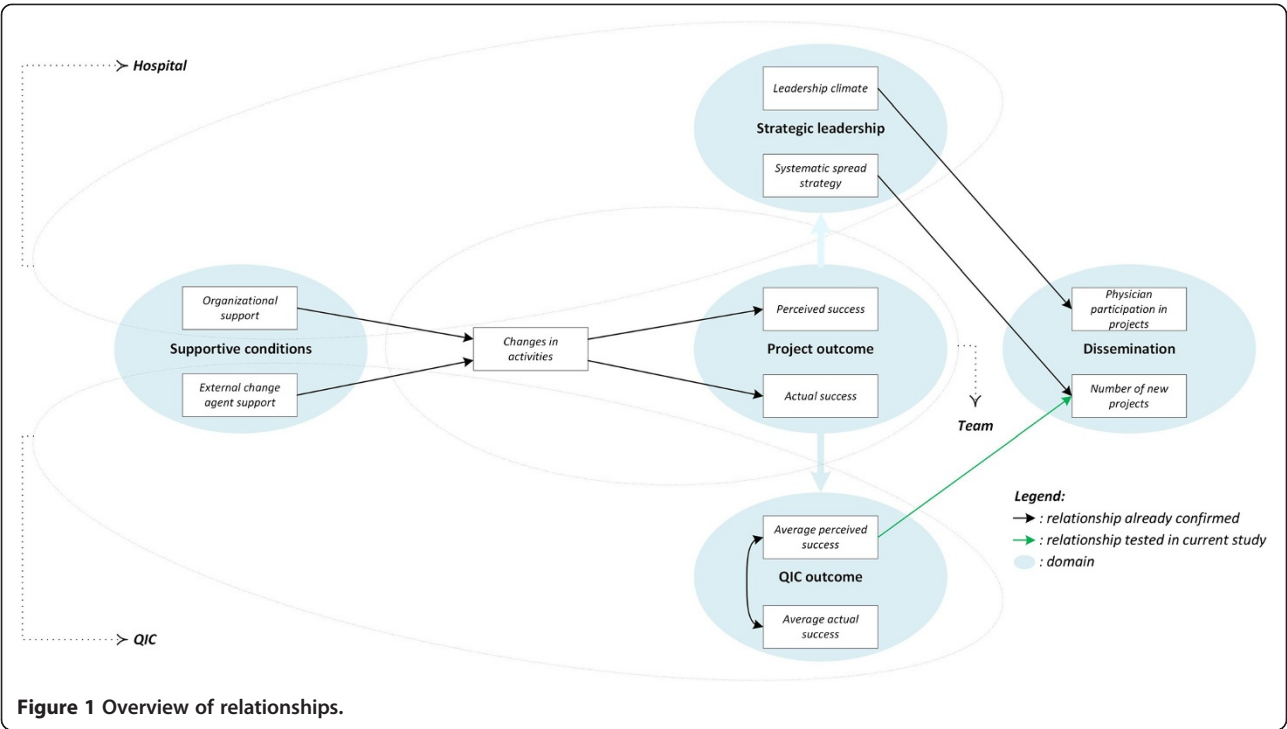 Hospital
Leadership climate
Strategic leadership
Systematic spread
strategy
Organizational
support
Supportive conditions
External change
agent support
Changes in
activities
Perceived success
Project outcome
Actual success
Physician
participation in
projects
Dissemination
Number of new
projects
Team
Average perceived
success
QIC outcome
Average actual
success
QIC
Legend:
: relationship already confirmed
: relationship tested in current study
: domain
Figure 1 Overview of relationships.